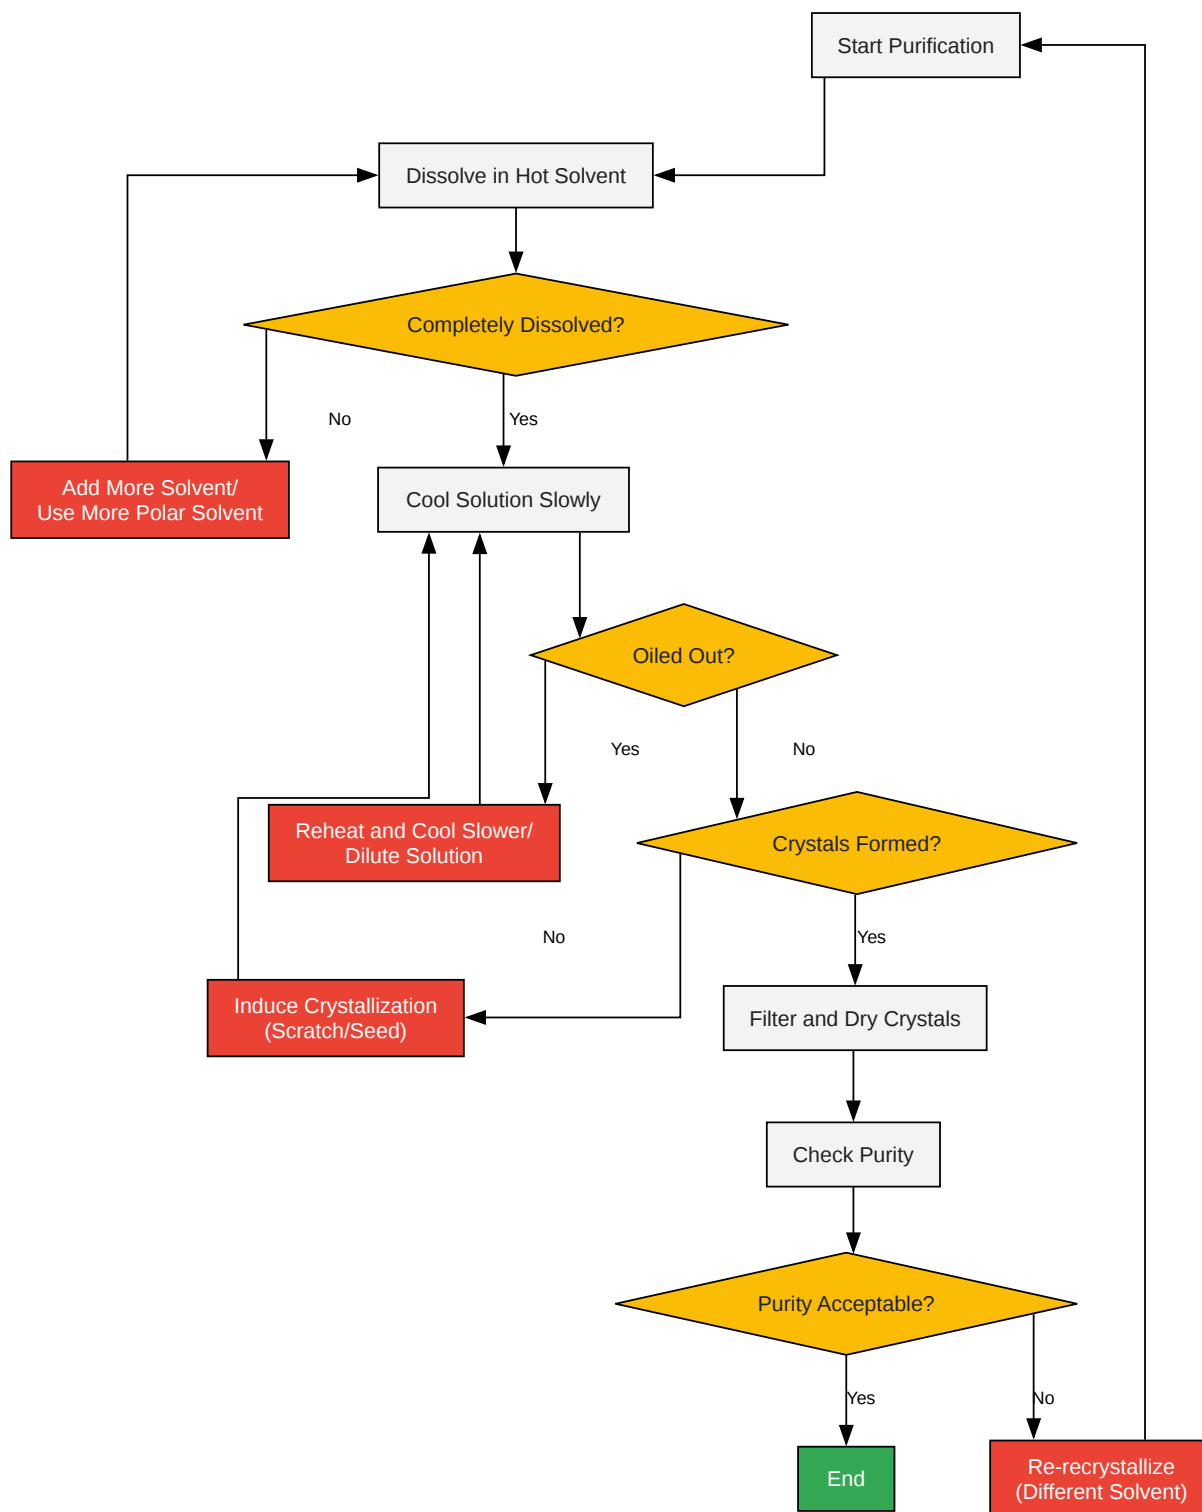 Start Purification
Dissolve in Hot Solvent
Completely Dissolved?
No
Yes
Add More Solvent/
Use More Polar Solvent
Cool Solution Slowly
Oiled Out?
Yes
No
Reheat and Cool Slower/
Dilute Solution
Crystals Formed?
No
Yes
Induce Crystallization
(Scratch/Seed)
Filter and Dry Crystals
Check Purity
Purity Acceptable?
Yes
No
End
Re-recrystallize
(Different Solvent)